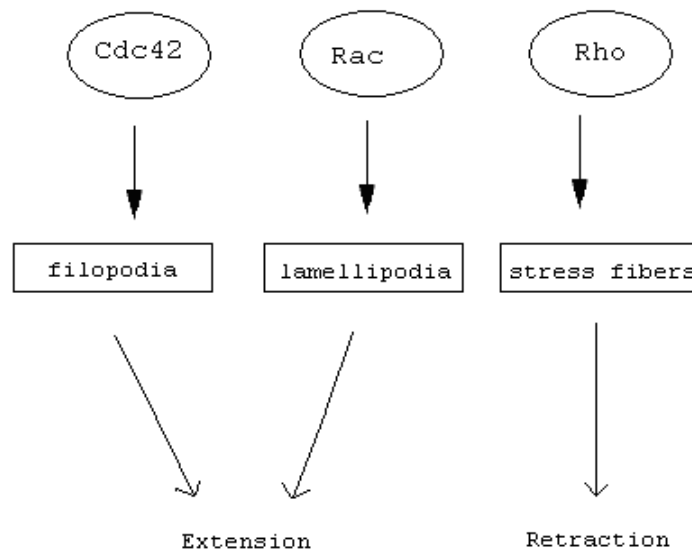 Cdc42
Rac
Rho
filopodia
lamellipodia
stress fibers
Extension
Retraction